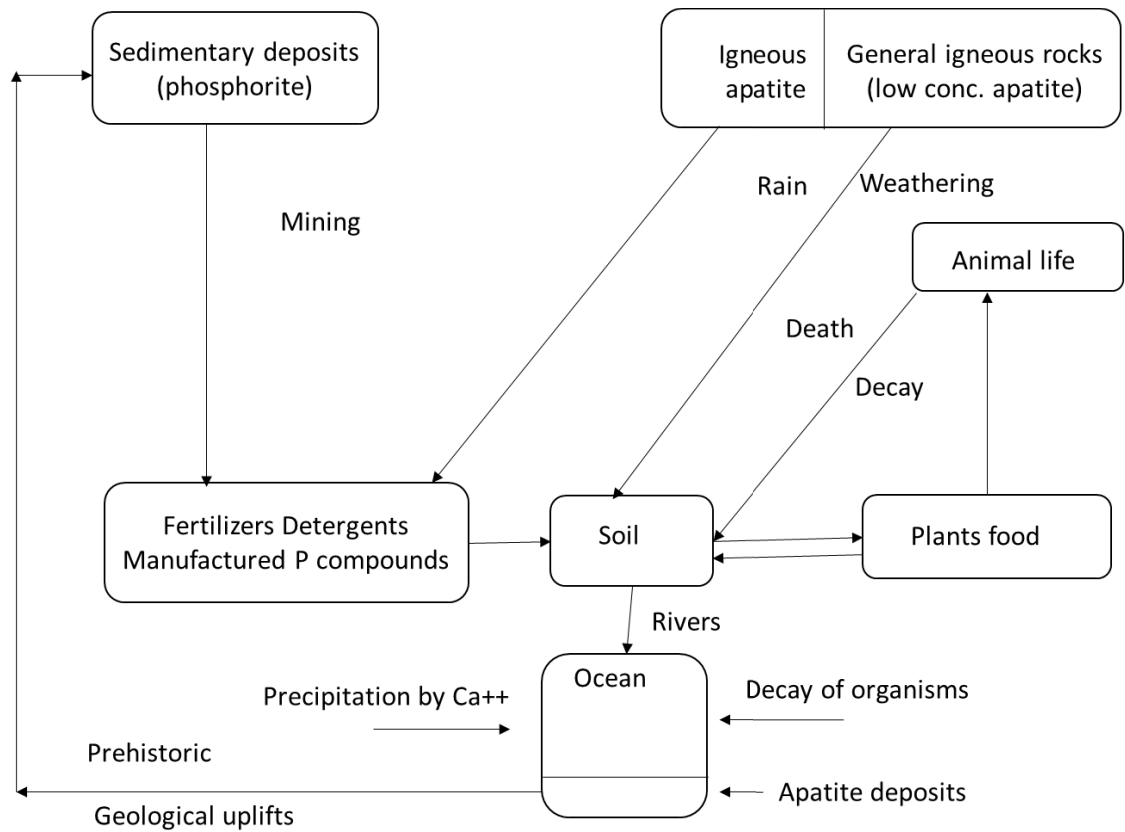 Sedimentary deposits
(phosphorite)
Igneous
apatite
General igneous rocks
(low conc. apatite)
Rain
Weathering
Mining
Animal life
Death
Decay
Fertilizers Detergents
Manufactured P compounds
Soil
Plants food
Rivers
Ocean
Precipitation by Ca++
Decay of organisms
Prehistoric
Apatite deposits
Geological uplifts